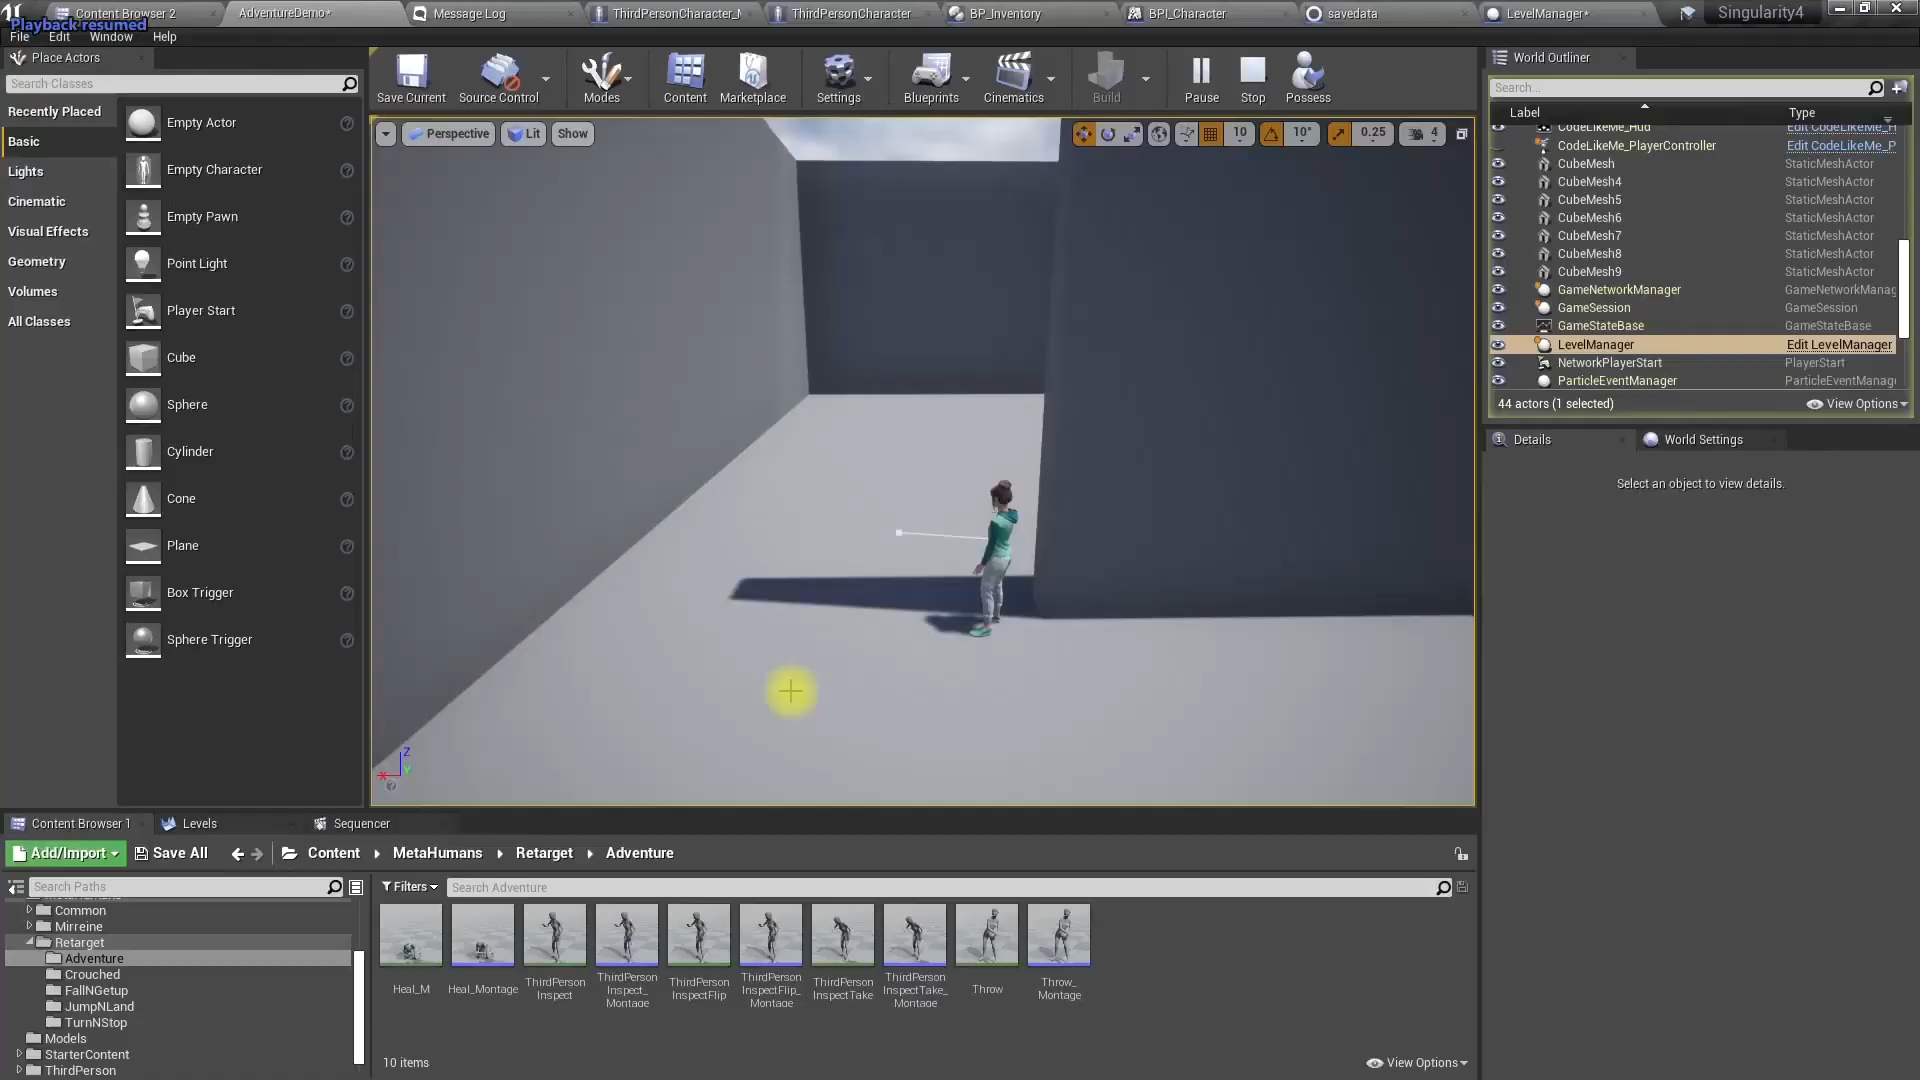 Content Browser 2
AdventureDemo*
Message Log
ThirdPersonCharacter_M
ThirdPersonCharacter
BP_Inventory
BPI_Character
savedata
LevelManager*
Singularity4
Playback resumed
File
Edit
Window
Help
Place Actors
Search Classes
Recently Placed
Basic
Lights
Cinematic
Visual Effects
Geometry
Volumes
All Classes
Empty Actor
Empty Character
Empty Pawn
Point Light
Player Start
Cube
Sphere
Cylinder
Cone
Plane
Box Trigger
Sphere Trigger
Save Current
Source Control
Modes
Content
Marketplace
Settings
Blueprints
Cinematics
Build
Pause
Stop
Possess
Perspective
Lit
Show
10
10°
0.25
4
Z
X
Y
World Outliner
Search...
Label
Type
CodeLikeMe_Hud
Edit CodeLikeMe_H
CodeLikeMe_PlayerController
Edit CodeLikeMe_P
CubeMesh
StaticMeshActor
CubeMesh4
StaticMeshActor
CubeMesh5
StaticMeshActor
CubeMesh6
StaticMeshActor
CubeMesh7
StaticMeshActor
CubeMesh8
StaticMeshActor
CubeMesh9
StaticMeshActor
GameNetworkManager
GameNetworkManag
GameSession
GameSession
GameStateBase
GameStateBase
LevelManager
Edit LevelManager
NetworkPlayerStart
PlayerStart
ParticleEventManager
ParticleEventManage
44 actors (1 selected)
View Options
Details
World Settings
Select an object to view details.
Content Browser 1
Levels
Sequencer
Add/Import
Save All
Content
MetaHumans
Retarget
Adventure
Search Paths
Common
Mirreine
Retarget
Adventure
Crouched
FallNGetup
JumpNLand
TurnNStop
Models
StarterContent
ThirdPerson
Filters
Search Adventure
Heal_M
Heal_Montage
ThirdPerson
Inspect
ThirdPerson
Inspect_
Montage
ThirdPerson
InspectFlip
ThirdPerson
InspectFlip_
Montage
ThirdPerson
InspectTake
ThirdPerson
InspectTake_
Montage
Throw
Throw_
Montage
10 items
View Options